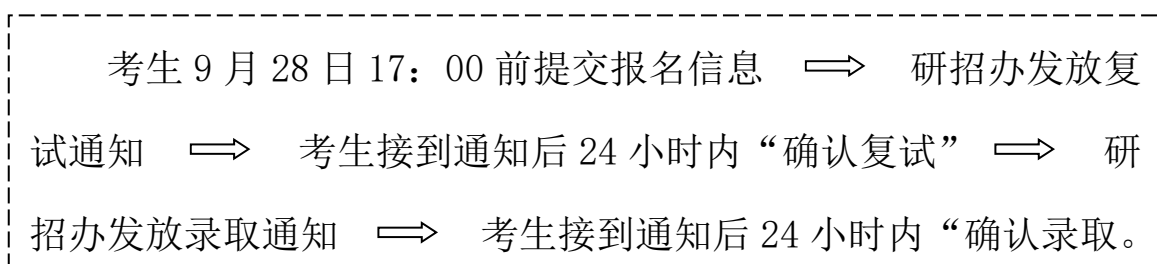 考生 9 月 28 日 17：00 前提交报名信息 ⇨ 研招办发放复
试通知 ⇨ 考生接到通知后 24 小时内“确认复试” ⇨ 研
招办发放录取通知 ⇨ 考生接到通知后 24 小时内“确认录取。